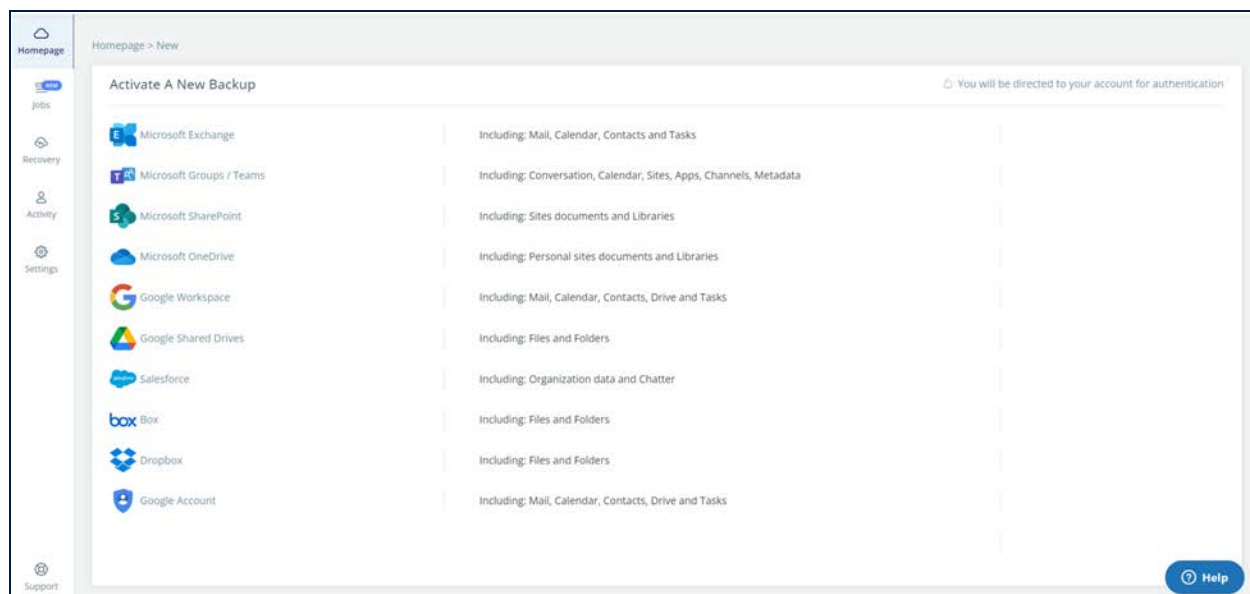 Homepage
new
Jobs
Recovery
Activity
Settings
Support
Homepage > New
Activate A New Backup
You will be directed to your account for authentication
E Microsoft Exchange Including: Mail, Calendar, Contacts and Tasks
T Microsoft Groups / Teams Including: Conversation, Calendar, Sites, Apps, Channels, Metadata
S Microsoft SharePoint Including: Sites documents and Libraries
Microsoft OneDrive Including: Personal sites documents and Libraries
Google Workspace Including: Mail, Calendar, Contacts, Drive and Tasks
Google Shared Drives Including: Files and Folders
salesforce Salesforce Including: Organization data and Chatter
box Box Including: Files and Folders
Dropbox Including: Files and Folders
Google Account Including: Mail, Calendar, Contacts, Drive and Tasks
? Help